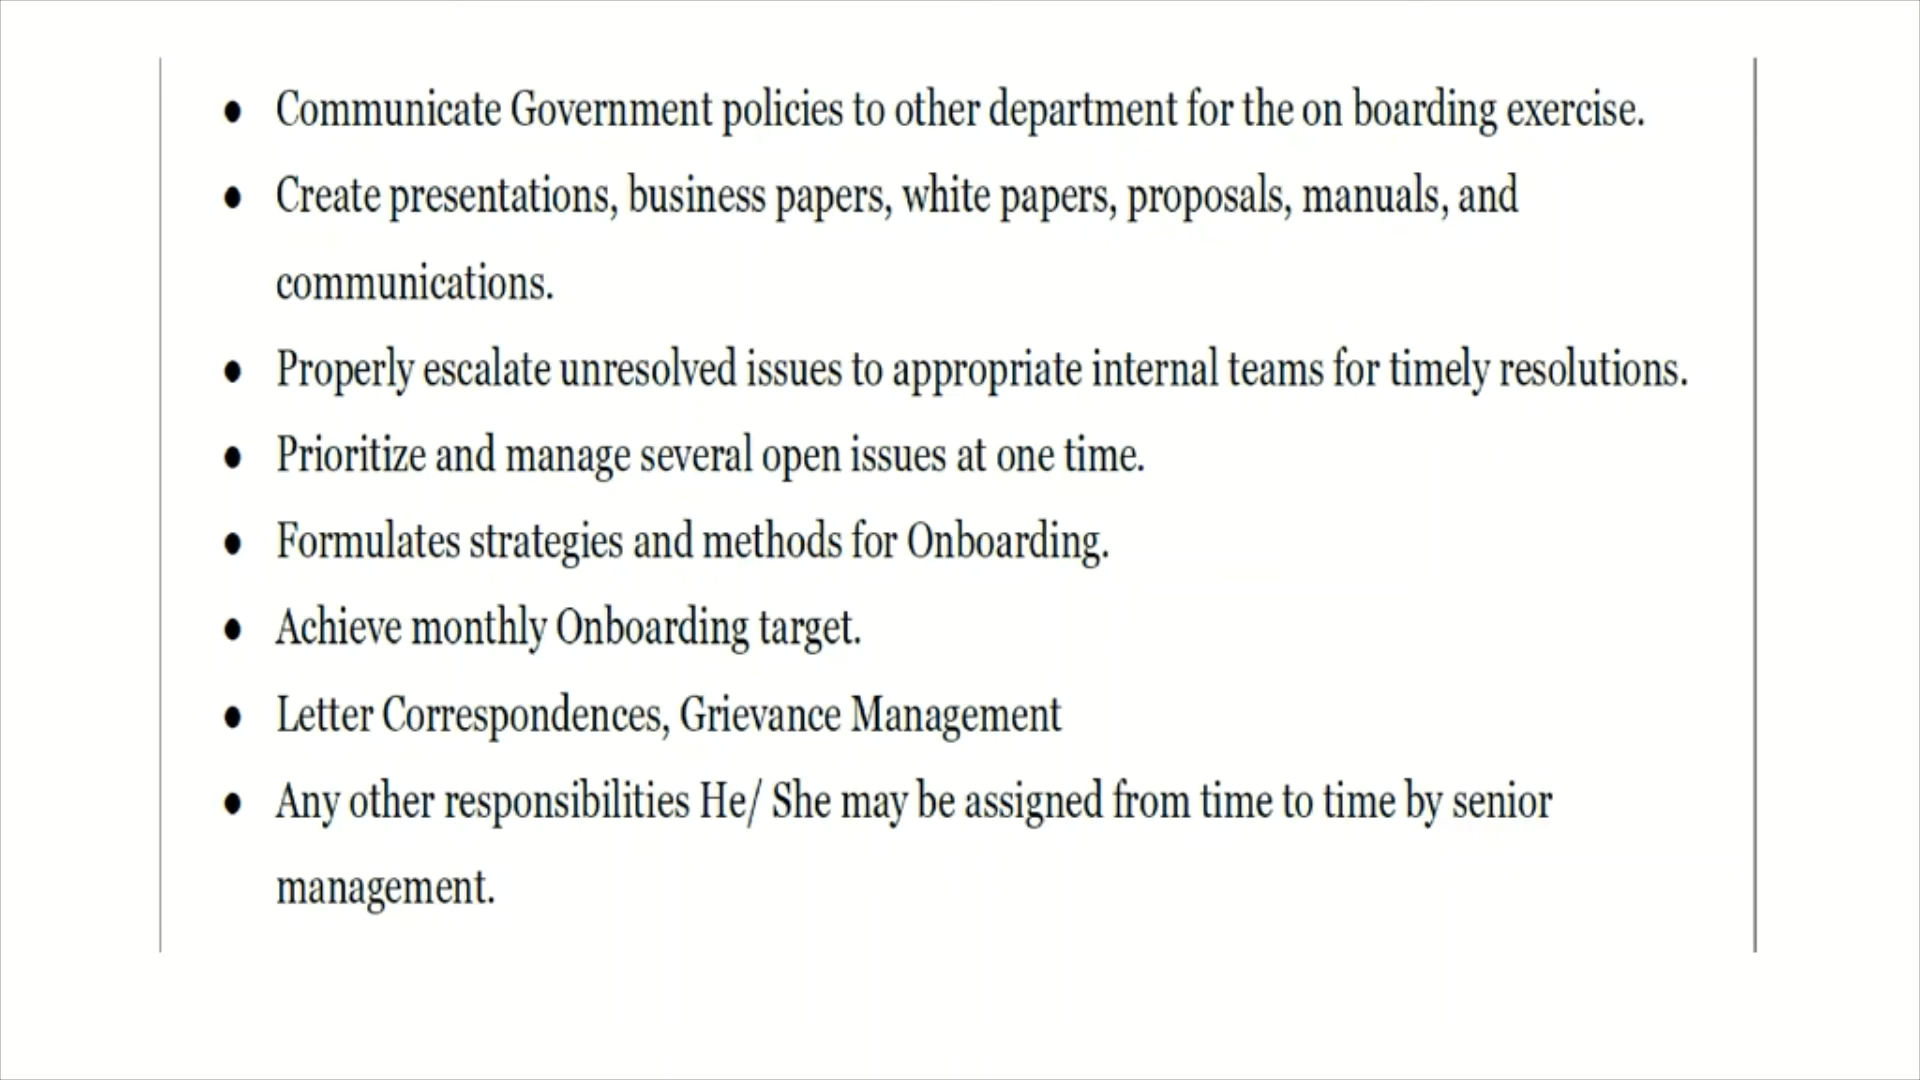 ● Communicate Government policies to other department for the on boarding exercise.
● Create presentations, business papers, white papers, proposals, manuals, and
communications.
● Properly escalate unresolved issues to appropriate internal teams for timely resolutions.
● Prioritize and manage several open issues at one time.
● Formulates strategies and methods for Onboarding.
● Achieve monthly Onboarding target.
● Letter Correspondences, Grievance Management
● Any other responsibilities He/ She may be assigned from time to time by senior
management.